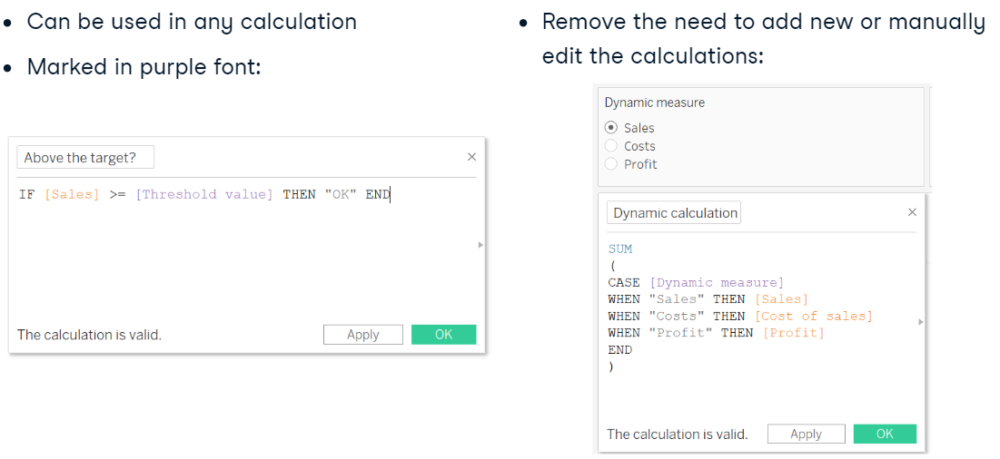 • Can be used in any calculation
• Marked in purple font:
Above the target?
×
IF [Sales] >= [Threshold value] THEN "OK" END
The calculation is valid.
Apply
OK
• Remove the need to add new or manually
edit the calculations:
Dynamic measure
Sales
Costs
Profit
Dynamic calculation
×
SUM
(
CASE [Dynamic measure]
WHEN "Sales" THEN [Sales]
WHEN "Costs" THEN [Cost of sales]
WHEN "Profit" THEN [Profit]
END
)
The calculation is valid.
Apply
OK